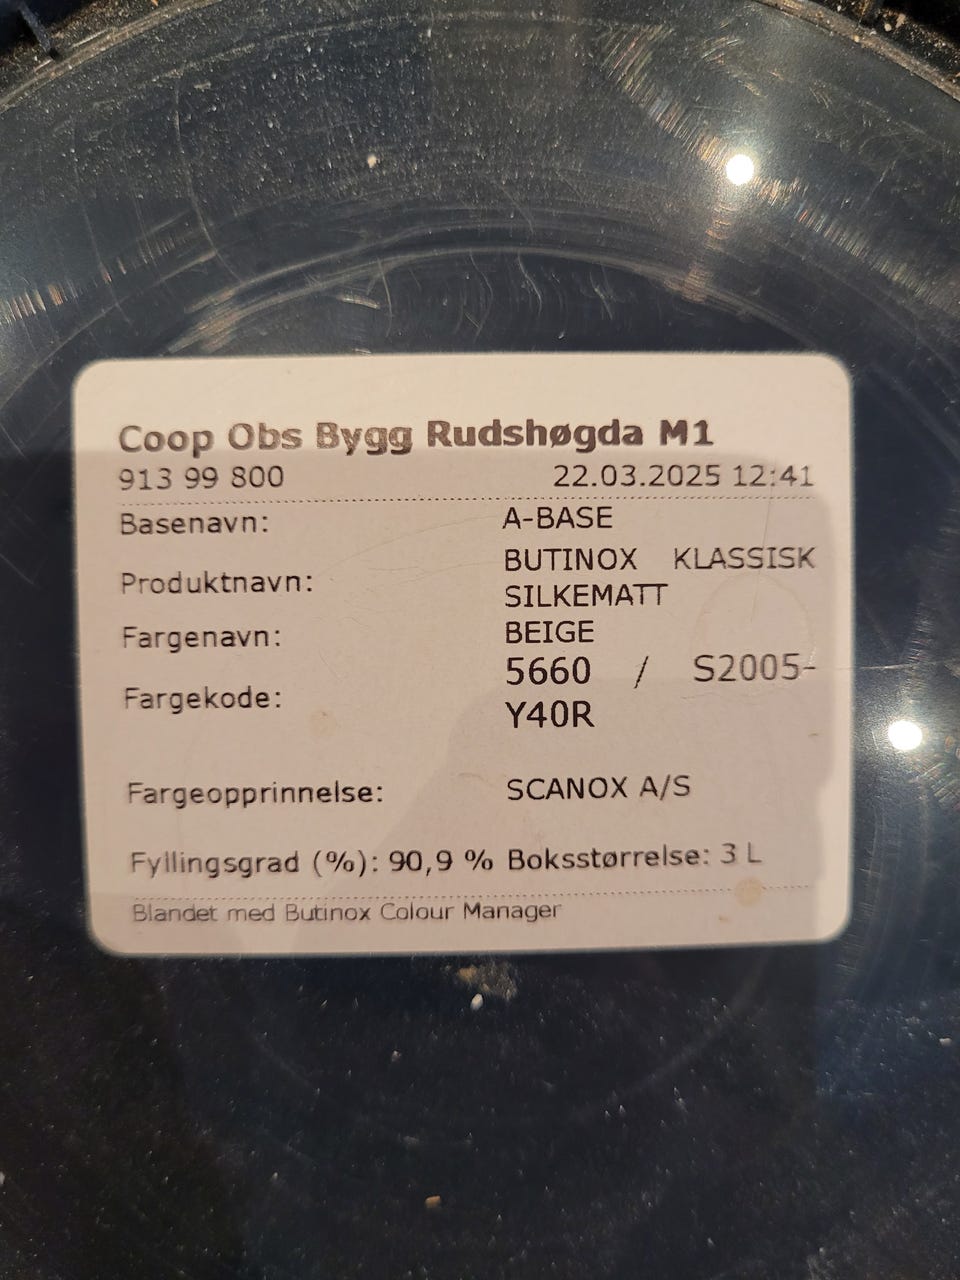 Coop Obs Bygg Rudshøgda M1
913 99 800 22.03.2025 12:41
Basenavn: A-BASE
Produktnavn: BUTINOX KLASSISK
SILKEMATT
Fargenavn: BEIGE
Fargekode: 5660 / S2005-
Y40R
Fargeopprinnelse: SCANOX A/S
Fyllingsgrad (%): 90,9 % Boksstørrelse: 3 L
Blandet med Butinox Colour Manager